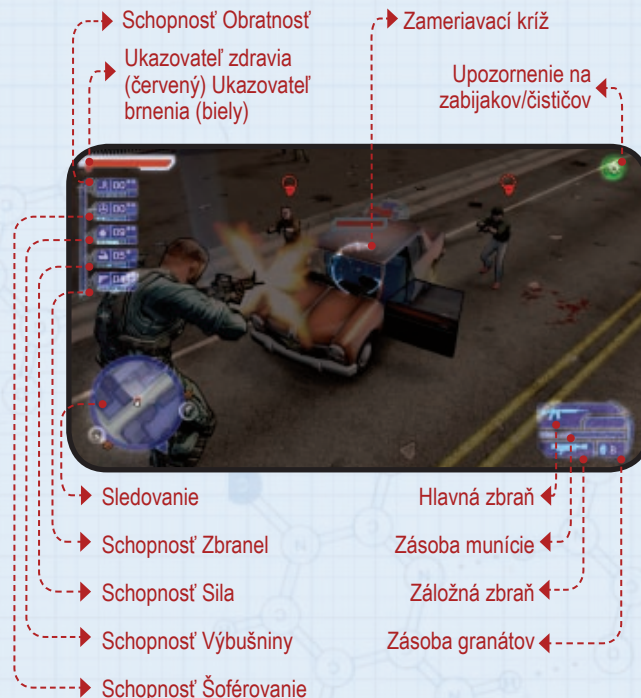 Schopnosť Obratnosť
Ukazovateľ zdravia
(červený) Ukazovateľ
brnenia (biely)
Zameriavací kríž
Upozornenie na
zabijakov/čističov
Sledovanie
Schopnosť Zbranel
Schopnosť Sila
Schopnosť Výbušniny
Schopnosť Šoférovanie
Hlavná zbraň
Zásoba munície
Záložná zbraň
Zásoba granátov